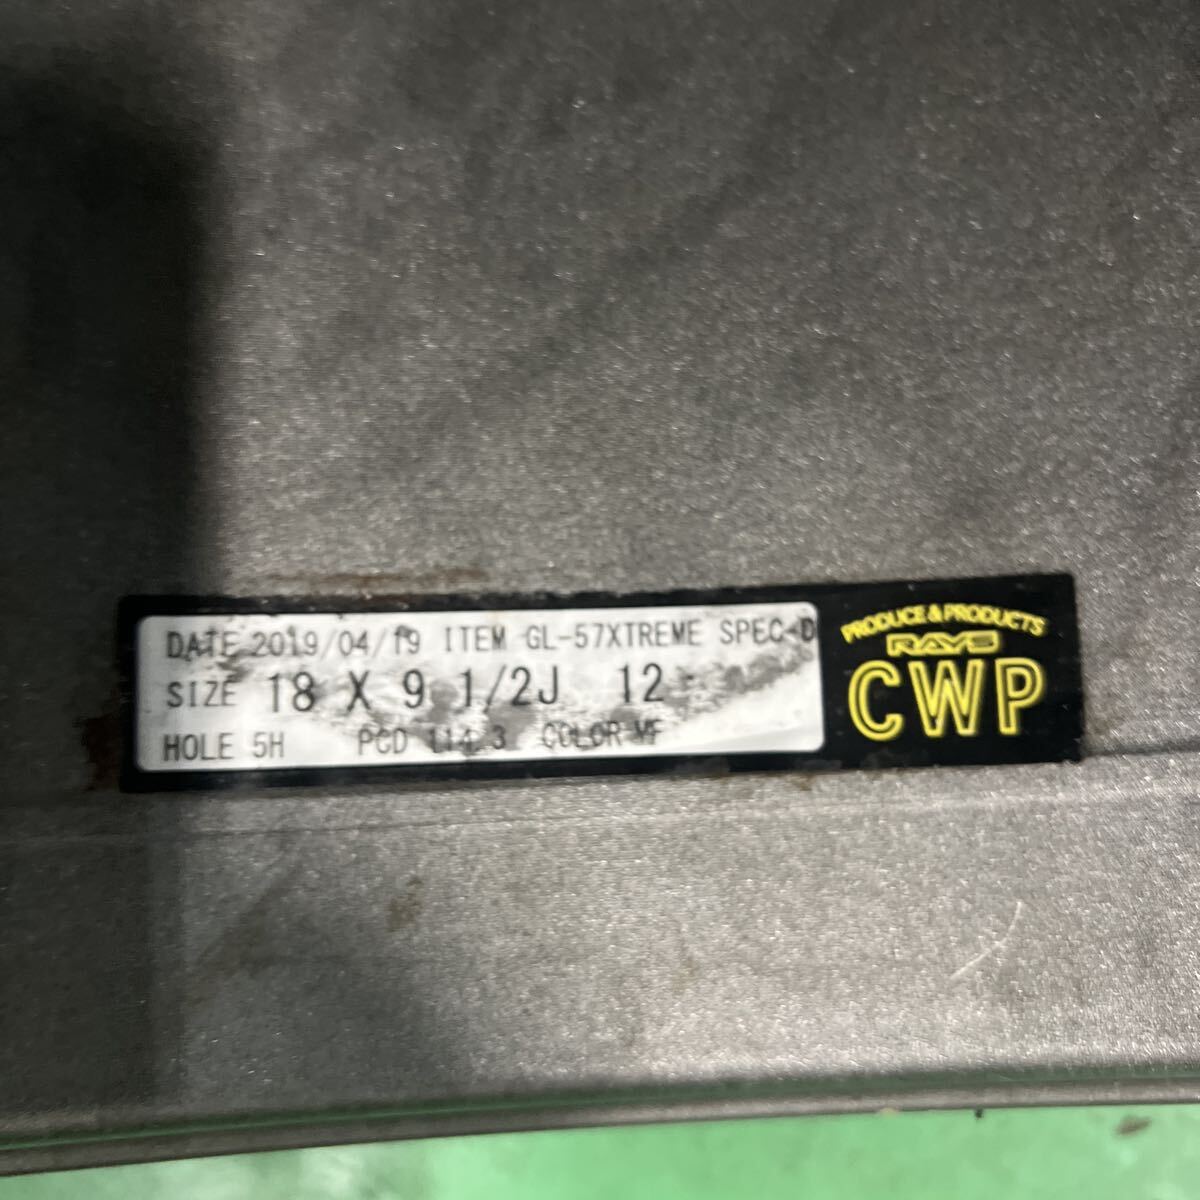 DATE 2019/04/19 ITEM GL-57XTREME SPEC-D
SIZE 18 X 9 1/2J 12
HOLE 5H PCD 114.3 COLOR
PRODUCE & PRODUCTS
RAYS
CWP